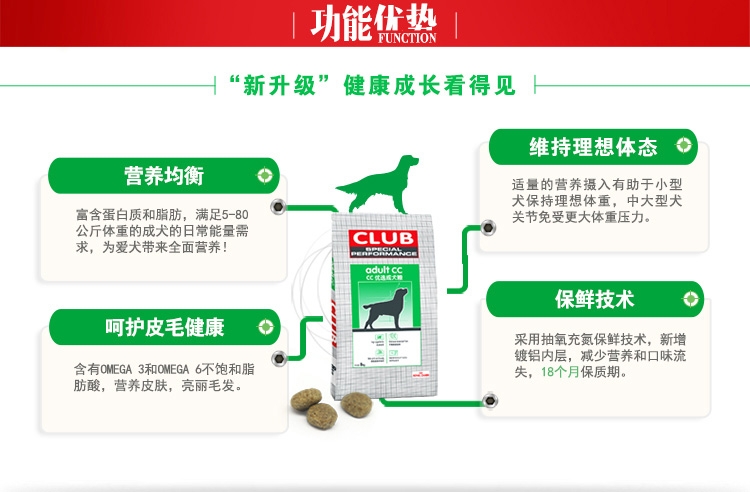 功能优势
FUNCTION
“新升级”健康成长看得见
营养均衡
富含蛋白质和脂肪，满足5-80
公斤体重的成犬的日常能量需
求，为爱犬带来全面营养！
维持理想体态
适量的营养摄入有助于小型
犬保持理想体重，中大型犬
关节免受更大体重压力。
CLUB
SPECIAL
PERFORMANCE
adult CC
CC 优选成犬粮
呵护皮毛健康
含有OMEGA 3和OMEGA 6不饱和脂
肪酸，营养皮肤，亮丽毛发。
保鲜技术
采用抽氧充氮保鲜技术，新增
镀铝内层，减少营养和口味流
失，18个月保质期。
ROYAL CANIN